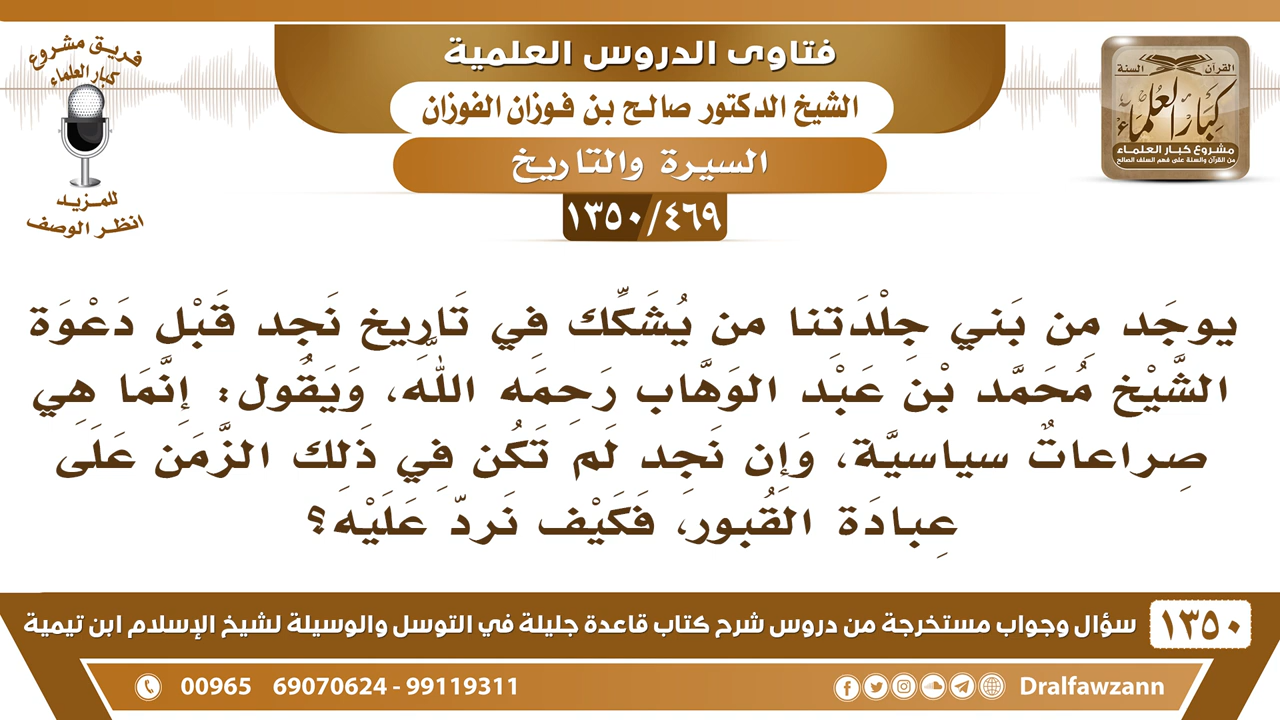 فتاوى الدروس العلمية
الشيخ الدكتور صالح بن فوزان الفوزان
السيرة والتاريخ
١٣٥٠/٤٦٩
فريق مشروع
كبار العلماء
للمزيد
انظر الوصف
القرآن السنة
كبار العلماء
مشروع كبار العلماء
من القرآن والسنة على فهم السلف الصالح
يوجَد مِن بَني جِلْدَتنا من يُشَكِّك في تَاريخ نَجد قَبْل دَعْوَة
الشَّيْخ مُحَمَّد بْن عَبْد الوَهَّاب رَحمَه اللَّه، وَيَقُول: إنَّمَا هِي
صِراعاتٌ سياسيَّة، وَإن نَجد لَم تَكُن فِي ذَلك الزَّمَن عَلَى
عِبادَة القُبور، فَكَيْف نَردّ عَلَيْه؟
١٣٥٠ سؤال وجواب مستخرجة من دروس شرح كتاب قاعدة جليلة في التوسل والوسيلة لشيخ الإسلام ابن تيمية
00965 69070624 - 99119311
Dralfawzann